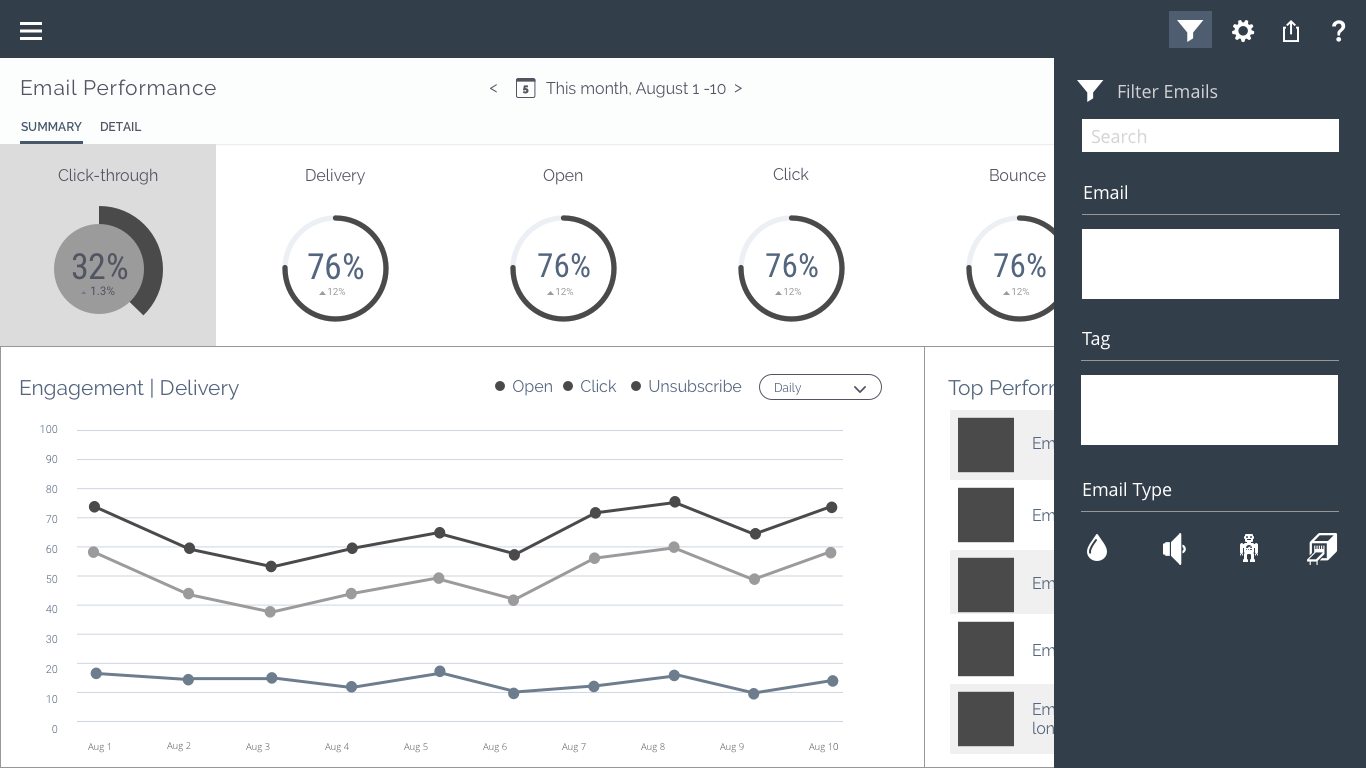 ?
Email Performance
< 5 This month, August 1 -10 >
SUMMARY DETAIL
Click-through
32%
1.3%
Delivery
76%
12%
Open
76%
12%
Click
76%
12%
Bounce
76%
12%
Engagement | Delivery
Open Click Unsubscribe
Daily
100
90
80
70
60
50
40
30
20
10
0
Aug 1 Aug 2 Aug 3 Aug 4 Aug 5 Aug 6 Aug 7 Aug 8 Aug 9 Aug 10
Top Perform
Em
Em
Em
Em
Em
lon
Filter Emails
Search
Email
Tag
Email Type